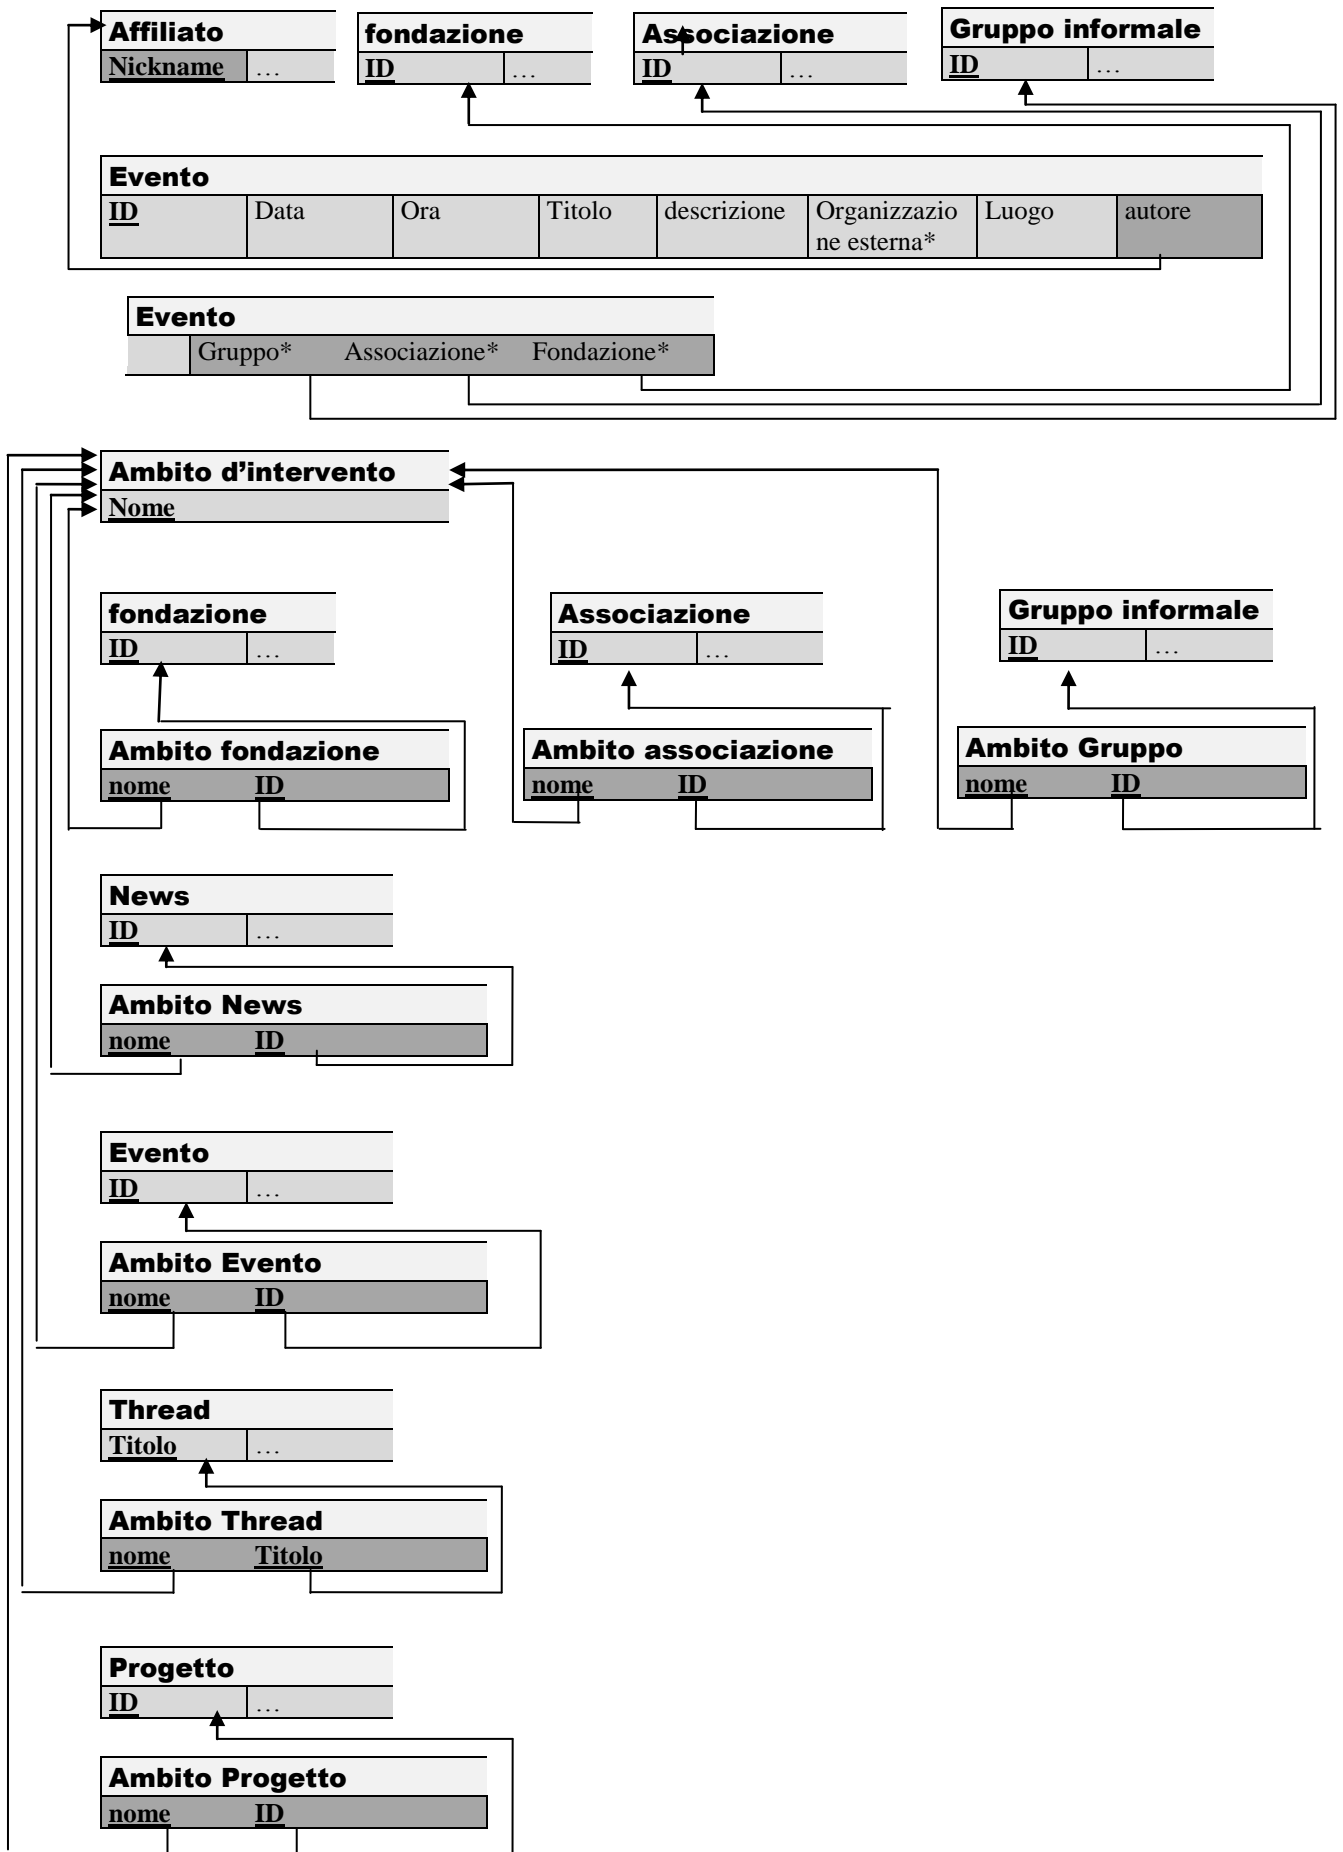 Affiliato
Nickname …
fondazione
ID …
Associazione
ID …
Gruppo informale
ID …
Evento
ID Data Ora Titolo descrizione Organizzazio Luogo autore
ne esterna*
Evento
Gruppo* Associazione* Fondazione*
Ambito d’intervento
Nome
fondazione
ID …
Associazione
ID …
Gruppo informale
ID …
Ambito fondazione
nome ID
Ambito associazione
nome ID
Ambito Gruppo
nome ID
News
ID …
Ambito News
nome ID
Evento
ID …
Ambito Evento
nome ID
Thread
Titolo …
Ambito Thread
nome Titolo
Progetto
ID …
Ambito Progetto
nome ID